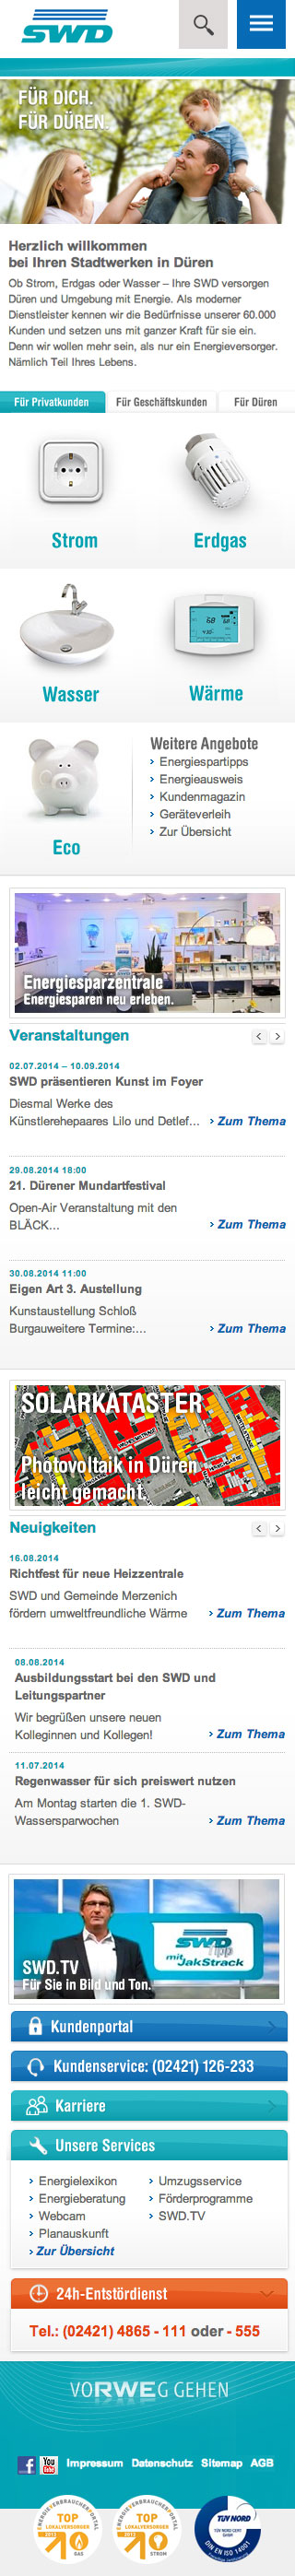 SWD
FÜR DICH.
FÜR DÜREN.
Herzlich willkommen
bei Ihren Stadtwerken in Düren
Ob Strom, Erdgas oder Wasser – Ihre SWD versorgen
Düren und Umgebung mit Energie. Als moderner
Dienstleister kennen wir die Bedürfnisse unserer 60.000
Kunden und setzen uns mit ganzer Kraft für sie ein.
Denn wir wollen mehr sein, als nur ein Energieversorger.
Nämlich Teil Ihres Lebens.
Für Privatkunden Für Geschäftskunden Für Düren
Strom Erdgas
Wasser Wärme
Eco
Weitere Angebote
Energiespartipps
Energieausweis
Kundenmagazin
Geräteverleih
Zur Übersicht
Energiesparzentrale
Energiesparen neu erleben.
Veranstaltungen
02.07.2014 – 10.09.2014
SWD präsentieren Kunst im Foyer
Diesmal Werke des
Künstlerehepaares Lilo und Detlef... Zum Thema
29.08.2014 18:00
21. Dürener Mundartfestival
Open-Air Veranstaltung mit den
BLÄCK... Zum Thema
30.08.2014 11:00
Eigen Art 3. Austellung
Kunstaustellung Schloß
Burgauweitere Termine:... Zum Thema
SOLARKATASTER
Photovoltaik in Düren
leicht gemacht.
Neuigkeiten
16.08.2014
Richtfest für neue Heizzentrale
SWD und Gemeinde Merzenich
fördern umweltfreundliche Wärme Zum Thema
08.08.2014
Ausbildungsstart bei den SWD und
Leitungspartner
Wir begrüßen unsere neuen
Kolleginnen und Kollegen! Zum Thema
11.07.2014
Regenwasser für sich preiswert nutzen
Am Montag starten die 1. SWD-
Wassersparwochen Zum Thema
SWD
Tipp
mit
JakStrack
SWD.TV
Für Sie in Bild und Ton.
Kundenportal
Kundenservice: (02421) 126-233
Karriere
Unsere Services
Energielexikon Umzugsservice
Energieberatung Förderprogramme
Webcam SWD.TV
Planauskunft
Zur Übersicht
24h-Entstördienst
Tel.: (02421) 4865 - 111 oder - 555
VORWEG GEHEN
f You Tube Impressum Datenschutz Sitemap AGB
ENERGIEVERBRAUCHERPORTAL
TOP
LOKALVERSORGER
GAS
ENERGIEVERBRAUCHERPORTAL
TOP
LOKALVERSORGER
STROM
TÜV NORD
DIN EN ISO 14001